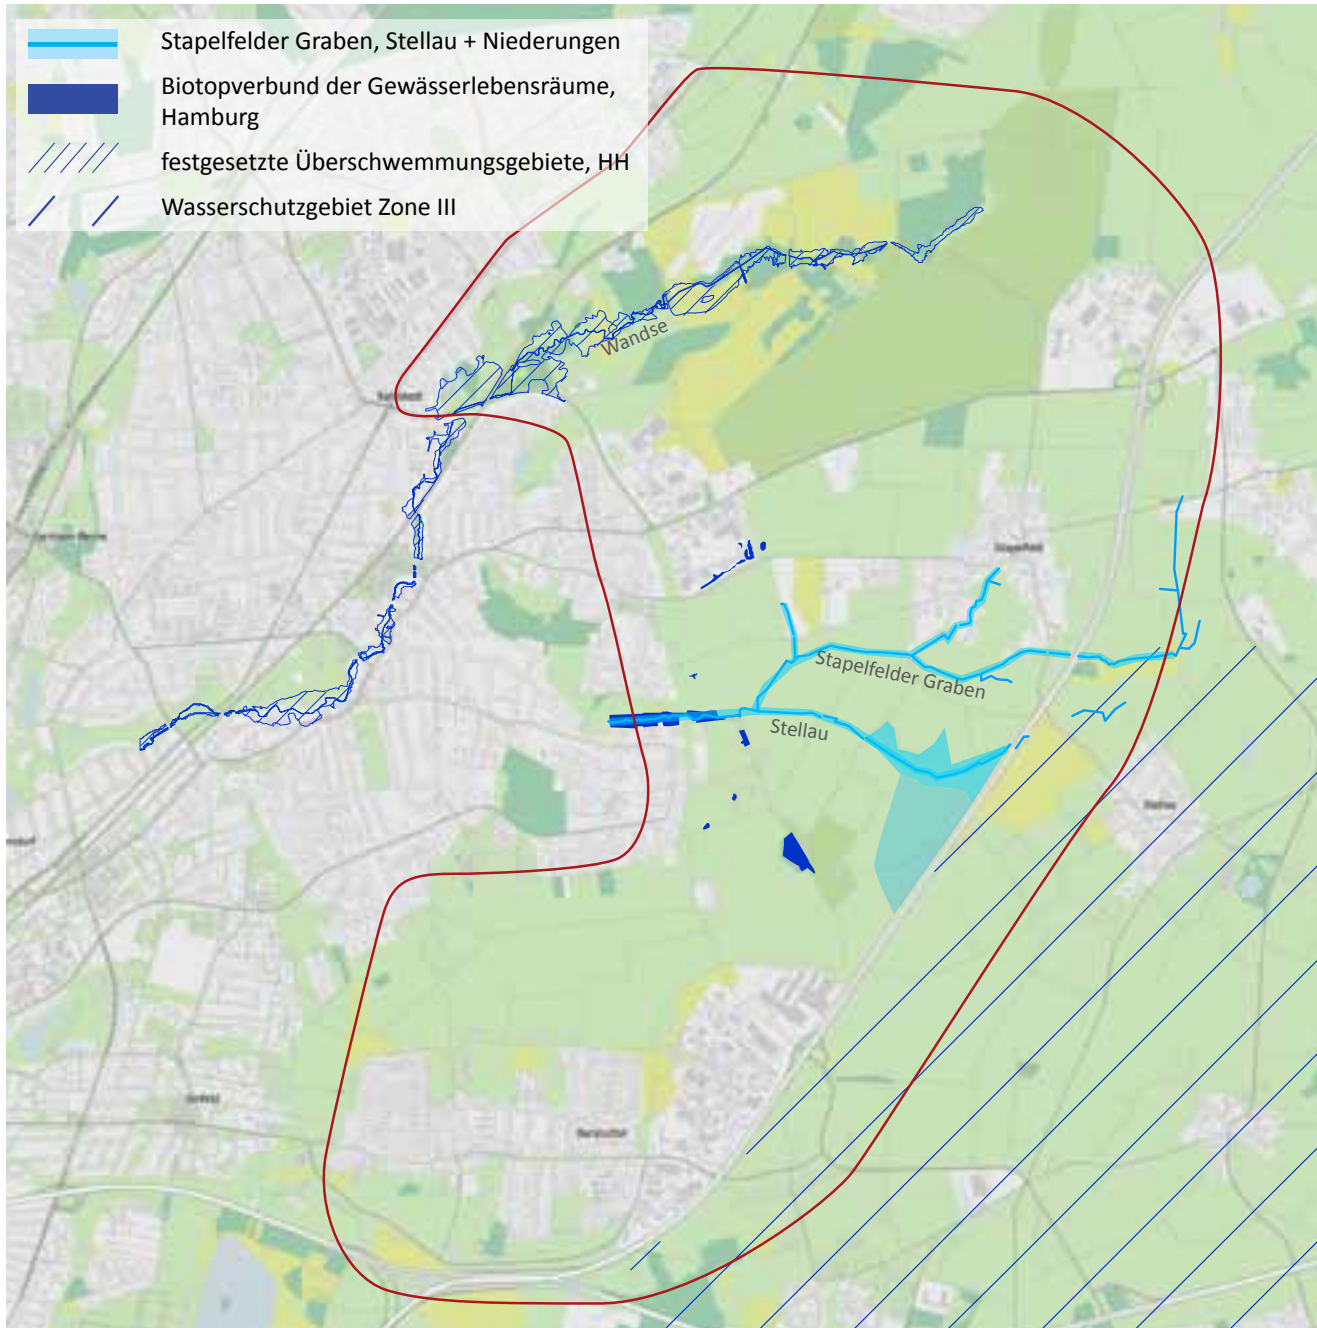 Stapelfelder Graben, Stellau + Niederungen
Biotopverbund der Gewässerlebensräume,
Hamburg
festgesetzte Überschwemmungsgebiete, HH
Wasserschutzgebiet Zone III
Wandse
Stapelfeld
Stapelfelder Graben
Stellau